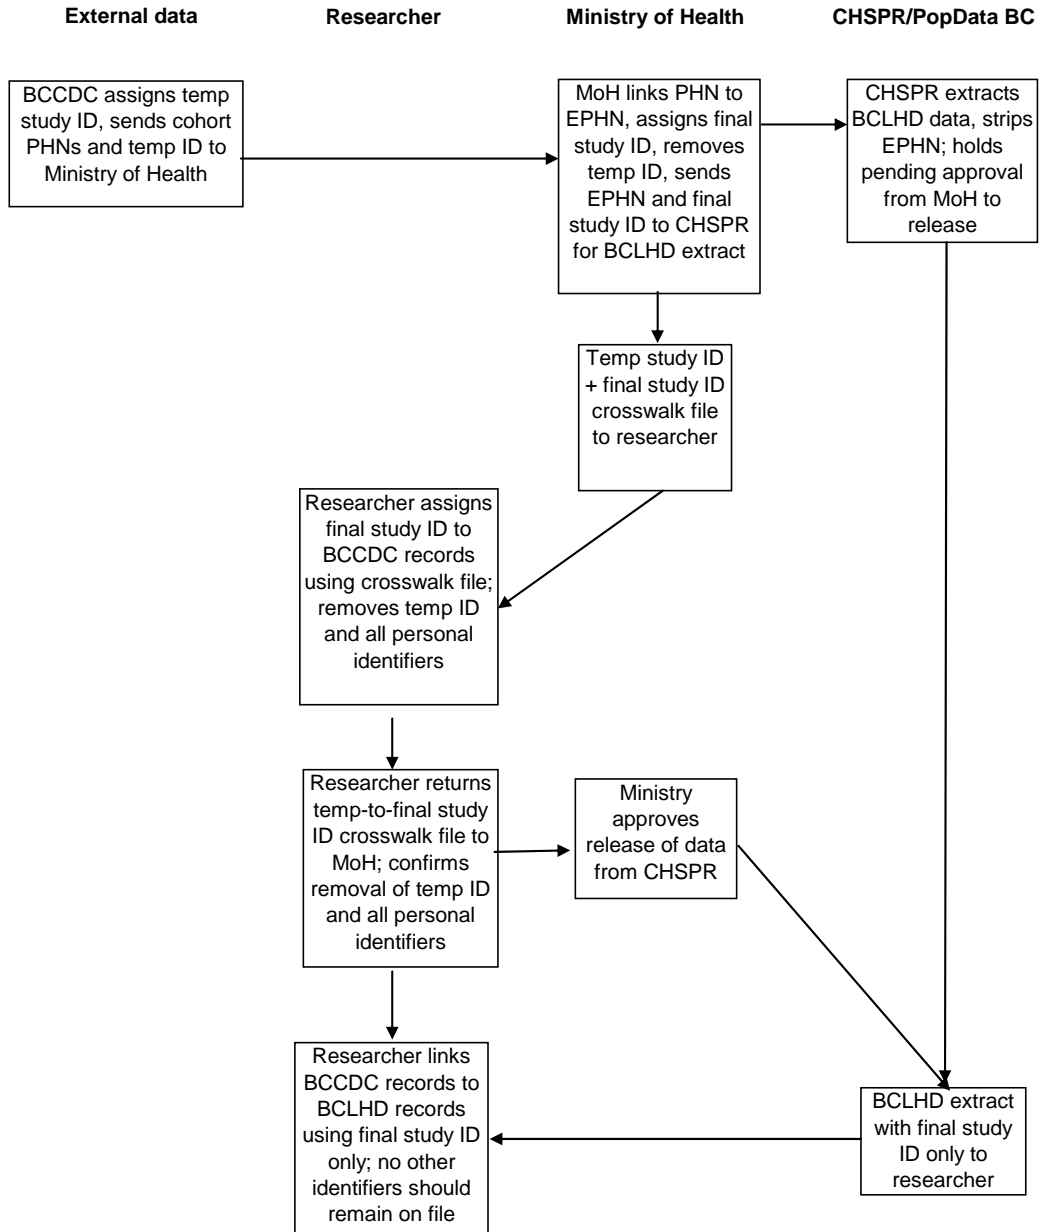 External data
Researcher
Ministry of Health
CHSPR/PopData BC
BCCDC assigns temp
study ID, sends cohort
PHNs and temp ID to
Ministry of Health
MoH links PHN to
EPHN, assigns final
study ID, removes
temp ID, sends
EPHN and final
study ID to CHSPR
for BCLHD extract
CHSPR extracts
BCLHD data, strips
EPHN; holds
pending approval
from MoH to
release
Temp study ID
+ final study ID
crosswalk file
to researcher
Researcher assigns
final study ID to
BCCDC records
using crosswalk file;
removes temp ID
and all personal
identifiers
Researcher returns
temp-to-final study
ID crosswalk file to
MoH; confirms
removal of temp ID
and all personal
identifiers
Ministry
approves
release of data
from CHSPR
Researcher links
BCCDC records to
BCLHD records
using final study ID
only; no other
identifiers should
remain on file
BCLHD extract
with final study
ID only to
researcher